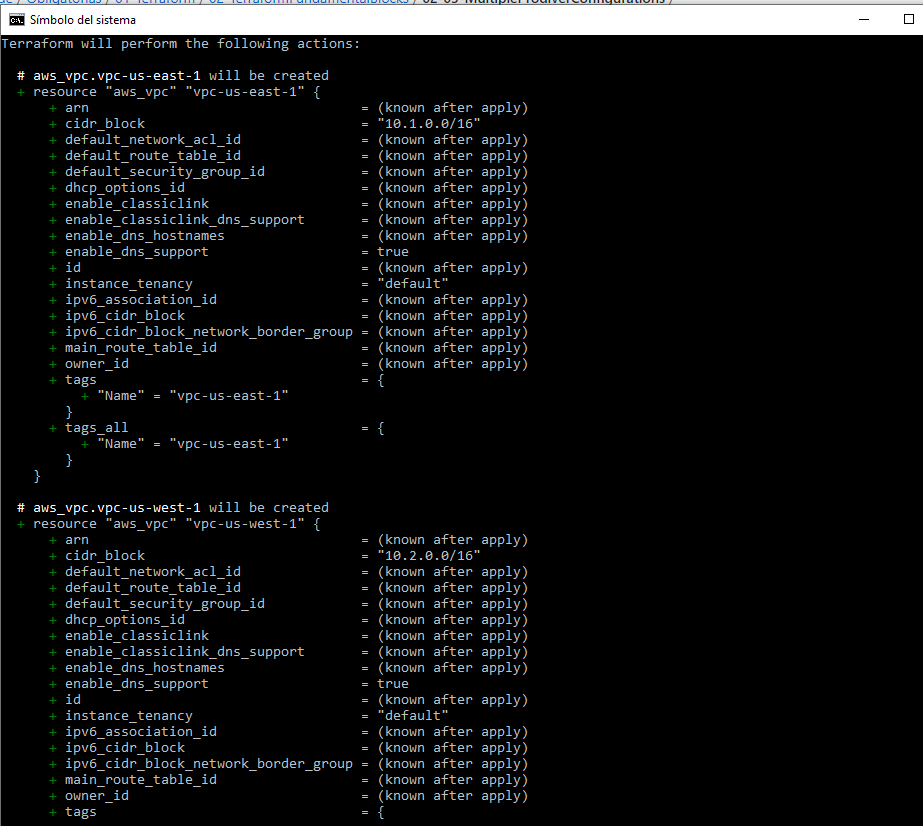 / Obligatorias / 01-Terraform / 02-TerraformFundamentalBlocks / 02-03-MultipleProdiverConfigurations /
Símbolo del sistema
Terraform will perform the following actions:
# aws_vpc.vpc-us-east-1 will be created
+ resource "aws_vpc" "vpc-us-east-1" {
+ arn = (known after apply)
+ cidr_block = "10.1.0.0/16"
+ default_network_acl_id = (known after apply)
+ default_route_table_id = (known after apply)
+ default_security_group_id = (known after apply)
+ dhcp_options_id = (known after apply)
+ enable_classiclink = (known after apply)
+ enable_classiclink_dns_support = (known after apply)
+ enable_dns_hostnames = (known after apply)
+ enable_dns_support = true
+ id = (known after apply)
+ instance_tenancy = "default"
+ ipv6_association_id = (known after apply)
+ ipv6_cidr_block = (known after apply)
+ ipv6_cidr_block_network_border_group = (known after apply)
+ main_route_table_id = (known after apply)
+ owner_id = (known after apply)
+ tags = {
+ "Name" = "vpc-us-east-1"
}
+ tags_all = {
+ "Name" = "vpc-us-east-1"
}
}
# aws_vpc.vpc-us-west-1 will be created
+ resource "aws_vpc" "vpc-us-west-1" {
+ arn = (known after apply)
+ cidr_block = "10.2.0.0/16"
+ default_network_acl_id = (known after apply)
+ default_route_table_id = (known after apply)
+ default_security_group_id = (known after apply)
+ dhcp_options_id = (known after apply)
+ enable_classiclink = (known after apply)
+ enable_classiclink_dns_support = (known after apply)
+ enable_dns_hostnames = (known after apply)
+ enable_dns_support = true
+ id = (known after apply)
+ instance_tenancy = "default"
+ ipv6_association_id = (known after apply)
+ ipv6_cidr_block = (known after apply)
+ ipv6_cidr_block_network_border_group = (known after apply)
+ main_route_table_id = (known after apply)
+ owner_id = (known after apply)
+ tags = {